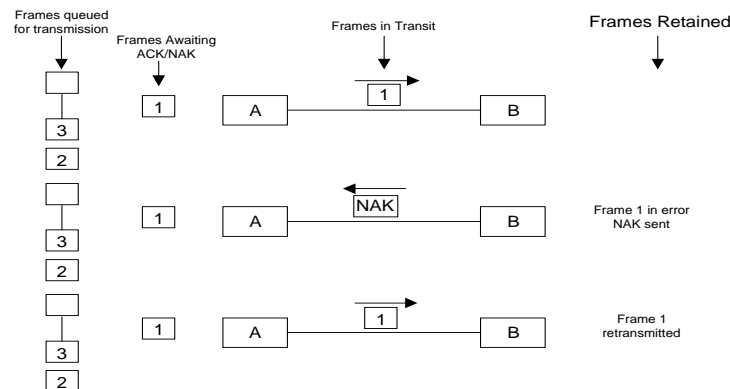 Frames queued
for transmission
Frames Awaiting
ACK/NAK
Frames in Transit
Frames Retained
1
1
A
B
3
2
NAK
1
A
B
Frame 1 in error
NAK sent
3
2
1
1
A
B
Frame 1
retransmitted
3
2